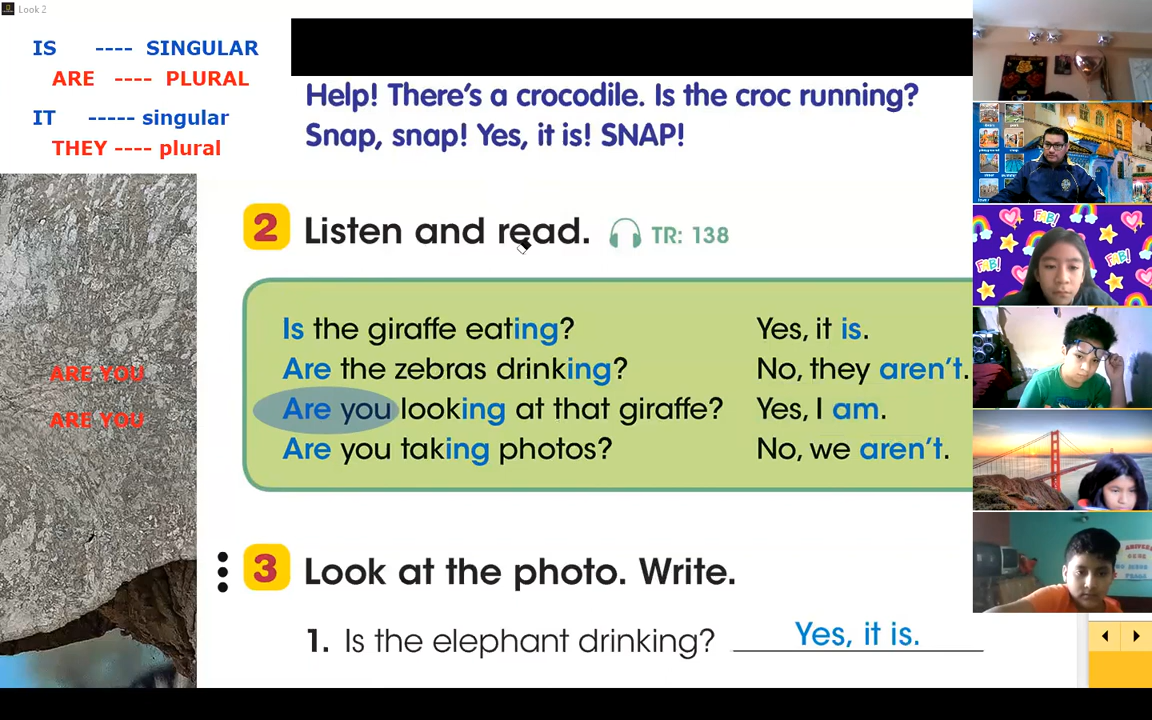 Look 2
IS ---- SINGULAR
ARE ---- PLURAL
IT ----- singular
THEY ---- plural
Help! There's a crocodile. Is the croc running?
Snap, snap! Yes, it is! SNAP!
2 Listen and read. TR: 138
Is the giraffe eating? Yes, it is.
Are the zebras drinking? No, they aren't.
Are you looking at that giraffe? Yes, I am.
Are you taking photos? No, we aren't.
ARE YOU
ARE YOU
3 Look at the photo. Write.
1. Is the elephant drinking? Yes, it is.
FAB!
FAB!
FAB!